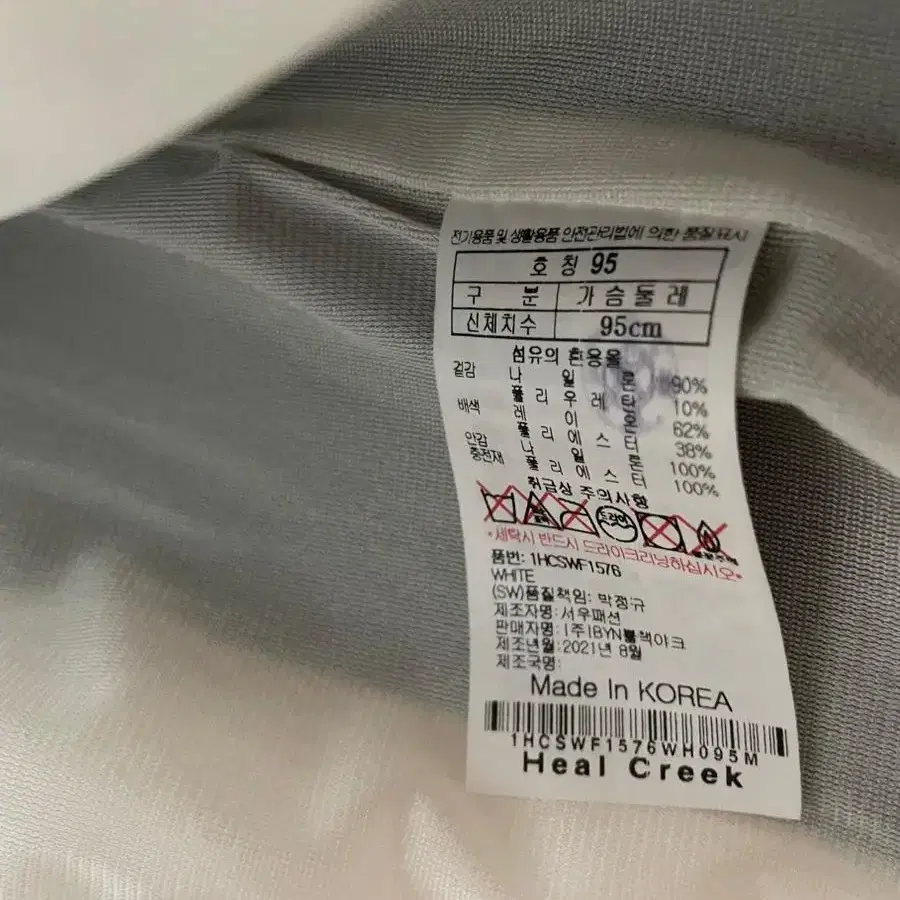 전기용품 및 생활용품 안전관리법에 의한 품질표시
호칭 95
구 분 가슴둘레
신체치수 95cm
섬유의 혼용율
겉감 나 일 론 90%
폴 리 우 레 탄 10%
배색 레 이 온 62%
폴 리 에 스 터 38%
안감 나 일 론 100%
충전재 폴 리 에 스 터 100%
취급상 주의사항
드라이
*세탁시 반드시 드라이크리닝하십시오*
품번: 1HCSWF1576
WHITE
(SW)품질책임: 박정규
제조자명: 서우패션
판매자명: (주)BYN블랙야크
제조년월: 2021년 8월
제조국명:
Made In KOREA
1HCSWF1576WH095M
Heal Creek